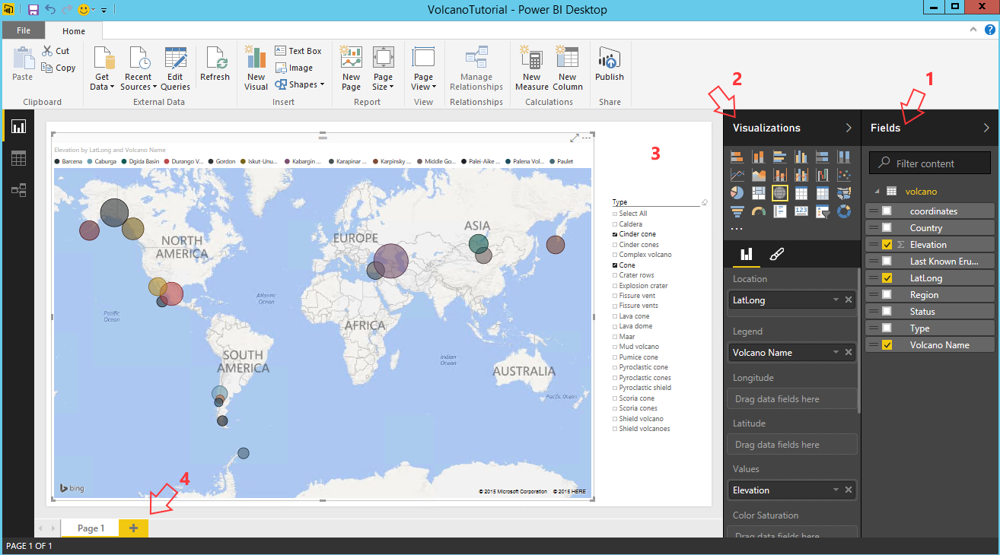 VolcanoTutorial - Power BI Desktop
File Home
Paste
Cut
Copy
Clipboard
Get Data
Recent Sources
Edit Queries
Refresh
External Data
New Visual
Text Box
Image
Shapes
Insert
New Page
Page Size
Report
Page View
View
Manage Relationships
Relationships
New Measure
New Column
Calculations
Publish
Share
1
2
3
4
Elevation by LatLong and Volcano Name
Barcena Caburga Dgida Basin Durango V... Gordon Iskut-Unu... Kabargin ... Karapinar ... Karpinsky ... Middle Go... Palei-Aike ... Palena Vol... Paulet
NORTH
AMERICA
EUROPE
ASIA
Atlantic
Ocean
Pacific
Ocean
AFRICA
SOUTH
AMERICA
Indian
Ocean
AUSTRALIA
Pacific Ocean
bing
© 2015 Microsoft Corporation © 2015 HERE
Type
Select All
Caldera
Cinder cone
Cinder cones
Complex volcano
Cone
Crater rows
Explosion crater
Fissure vent
Fissure vents
Lava cone
Lava dome
Maar
Mud volcano
Pumice cone
Pyroclastic cone
Pyroclastic cones
Pyroclastic shield
Scoria cone
Scoria cones
Shield volcano
Shield volcanoes
Visualizations
123
Location
LatLong
Legend
Volcano Name
Longitude
Drag data fields here
Latitude
Drag data fields here
Values
Elevation
Color Saturation
Drag data fields here
Fields
Filter content
volcano
coordinates
Country
Σ Elevation
Last Known Eru...
LatLong
Region
Status
Type
Volcano Name
Page 1
PAGE 1 OF 1